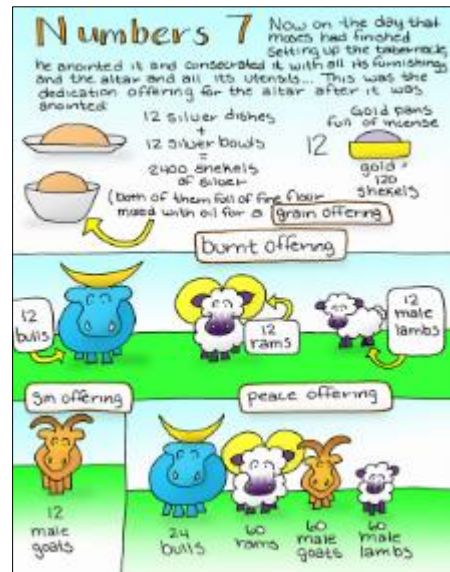 Numbers 7
Now on the day that
moses had finished
setting up the tabernacle,
he anointed it and consecrated it with all its furnishings
and the altar and all its utensils... This was the
dedication offering for the altar after it was
anointed
12 silver dishes
+
12 silver bowls
=
2400 shekels
of silver
(both of them full of fine flour
mixed with oil for a grain offering
Gold pans
full of incense
12
gold =
120
shekels
burnt offering
12
bulls
12
rams
12
male
lambs
sin offering
12
male
goats
peace offering
24
bulls
60
rams
60
male
goats
60
male
lambs